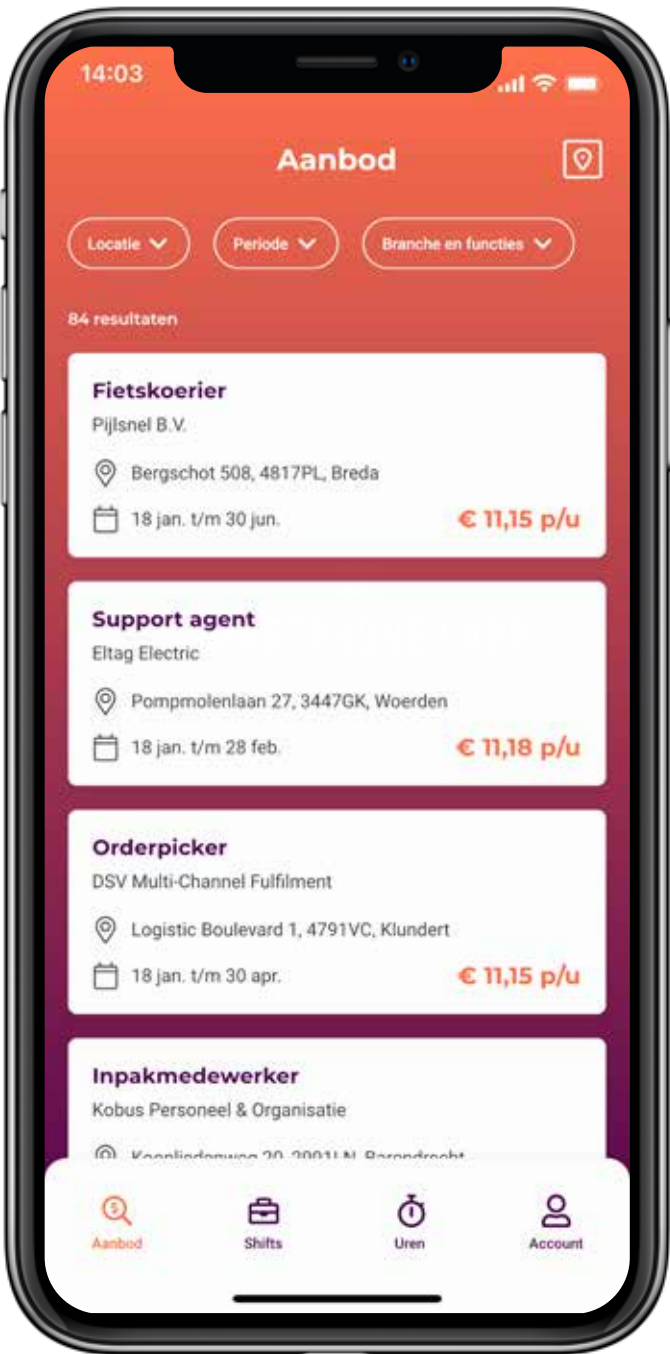 14:03
Aanbod
Locatie
Periode
Branche en functies
84 resultaten
Fietskoerier
Pijlsnel B.V.
Bergschot 508, 4817PL, Breda
18 jan. t/m 30 jun.
€ 11,15 p/u
Support agent
Eltag Electric
Pompmolenlaan 27, 3447GK, Woerden
18 jan. t/m 28 feb.
€ 11,18 p/u
Orderpicker
DSV Multi-Channel Fulfilment
Logistic Boulevard 1, 4791VC, Klundert
18 jan. t/m 30 apr.
€ 11,15 p/u
Inpakmedewerker
Kobus Personeel & Organisatie
20, 2991LN, Barendrecht
Aanbod
Shifts
Uren
Account